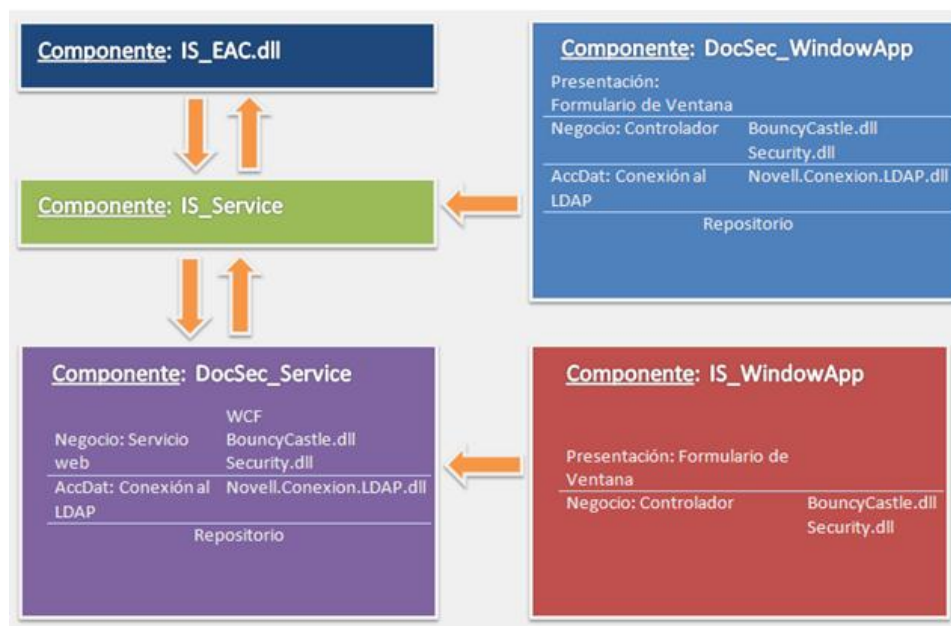 Componente: IS_EAC.dll
Componente: IS_Service
Componente: DocSec_WindowApp
Presentación:
Formulario de Ventana
Negocio: Controlador BouncyCastle.dll
Security.dll
AccDat: Conexión al Novell.Conexion.LDAP.dll
LDAP
Repositorio
Componente: DocSec_Service
WCF
Negocio: Servicio BouncyCastle.dll
web Security.dll
AccDat: Conexión al Novell.Conexion.LDAP.dll
LDAP
Repositorio
Componente: IS_WindowApp
Presentación: Formulario de
Ventana
Negocio: Controlador BouncyCastle.dll
Security.dll